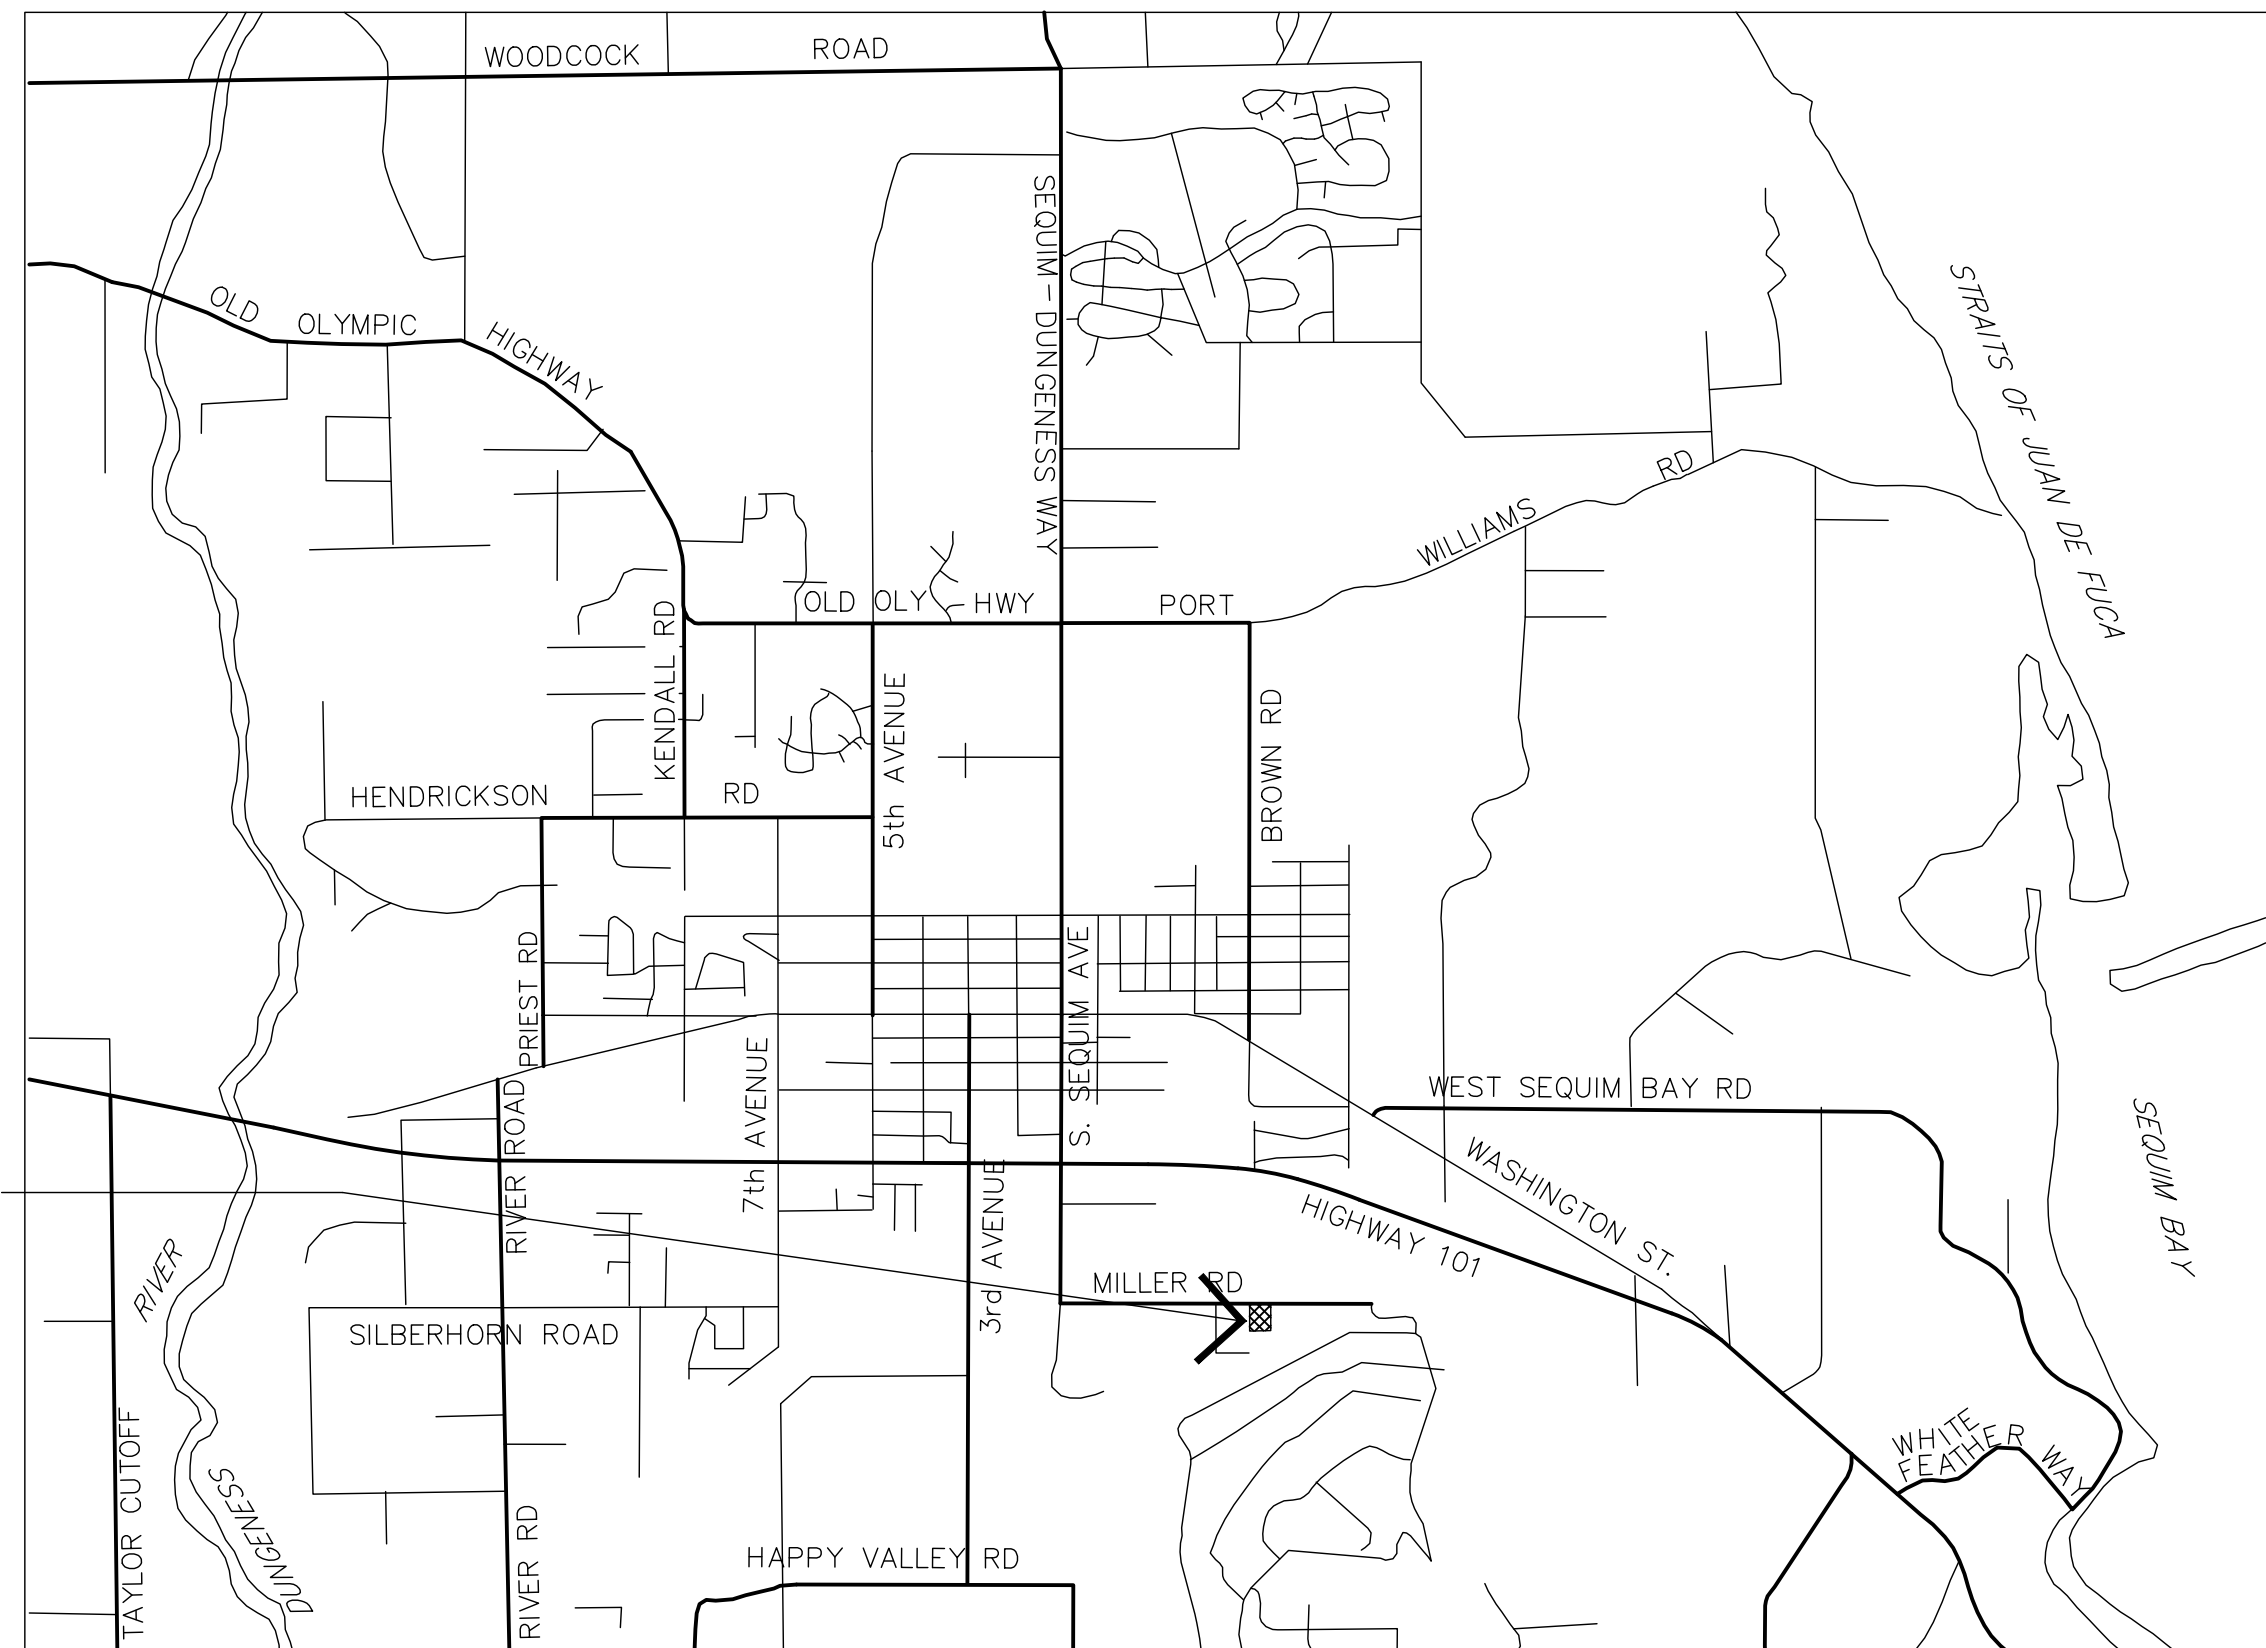 WOODCOCK ROAD
OLD OLYMPIC HIGHWAY
SEQUIM-DUNGENESS WAY
STRAITS OF JUAN DE FUCA
WILLIAMS RD
OLD OLY HWY
PORT
KENDALL RD
5th AVENUE
BROWN RD
HENDRICKSON RD
PRIEST RD
S. SEQUIM AVE
7th AVENUE
RIVER ROAD
WEST SEQUIM BAY RD
WASHINGTON ST.
SEQUIM BAY
HIGHWAY 101
3rd AVENUE
MILLER RD
RIVER
SILBERHORN ROAD
TAYLOR CUTOFF
DUNGENESS
RIVER RD
WHITE
FEATHER WAY
HAPPY VALLEY RD